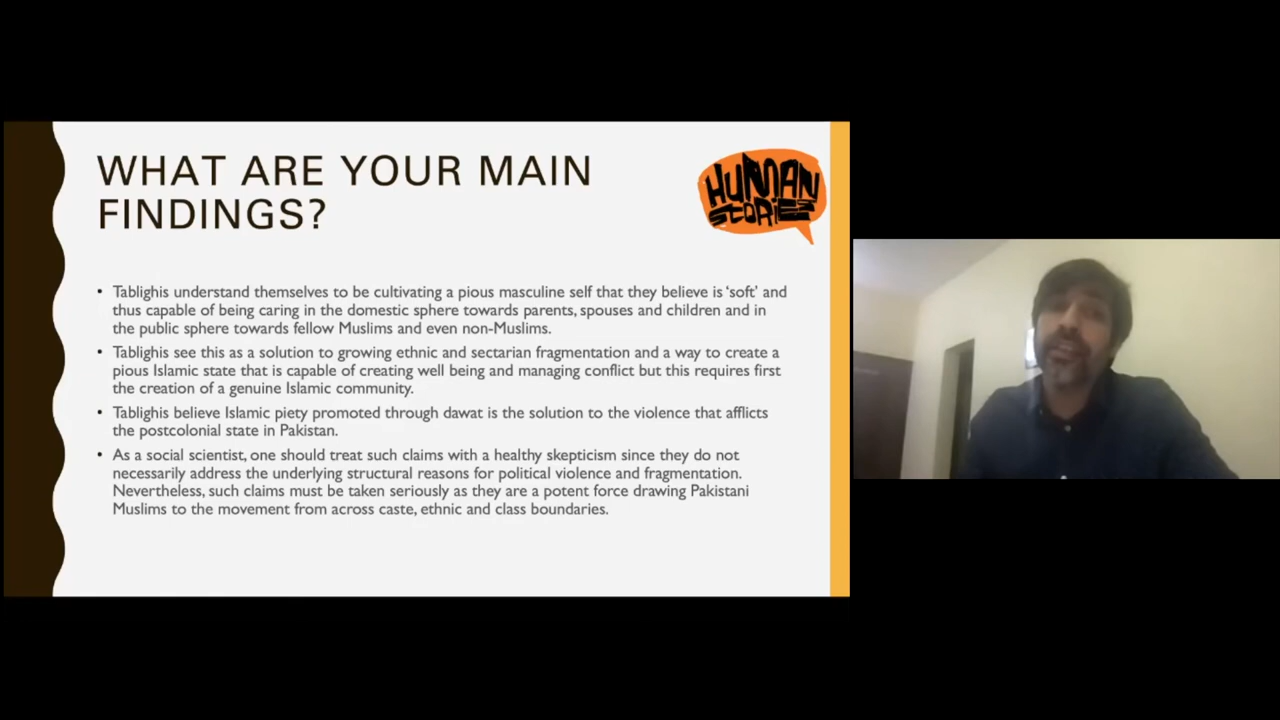 WHAT ARE YOUR MAIN
FINDINGS?
HUMAN
STORIES
• Tablighis understand themselves to be cultivating a pious masculine self that they believe is ‘soft’ and
thus capable of being caring in the domestic sphere towards parents, spouses and children and in
the public sphere towards fellow Muslims and even non-Muslims.
• Tablighis see this as a solution to growing ethnic and sectarian fragmentation and a way to create a
pious Islamic state that is capable of creating well being and managing conflict but this requires first
the creation of a genuine Islamic community.
• Tablighis believe Islamic piety promoted through dawat is the solution to the violence that afflicts
the postcolonial state in Pakistan.
• As a social scientist, one should treat such claims with a healthy skepticism since they do not
necessarily address the underlying structural reasons for political violence and fragmentation.
Nevertheless, such claims must be taken seriously as they are a potent force drawing Pakistani
Muslims to the movement from across caste, ethnic and class boundaries.